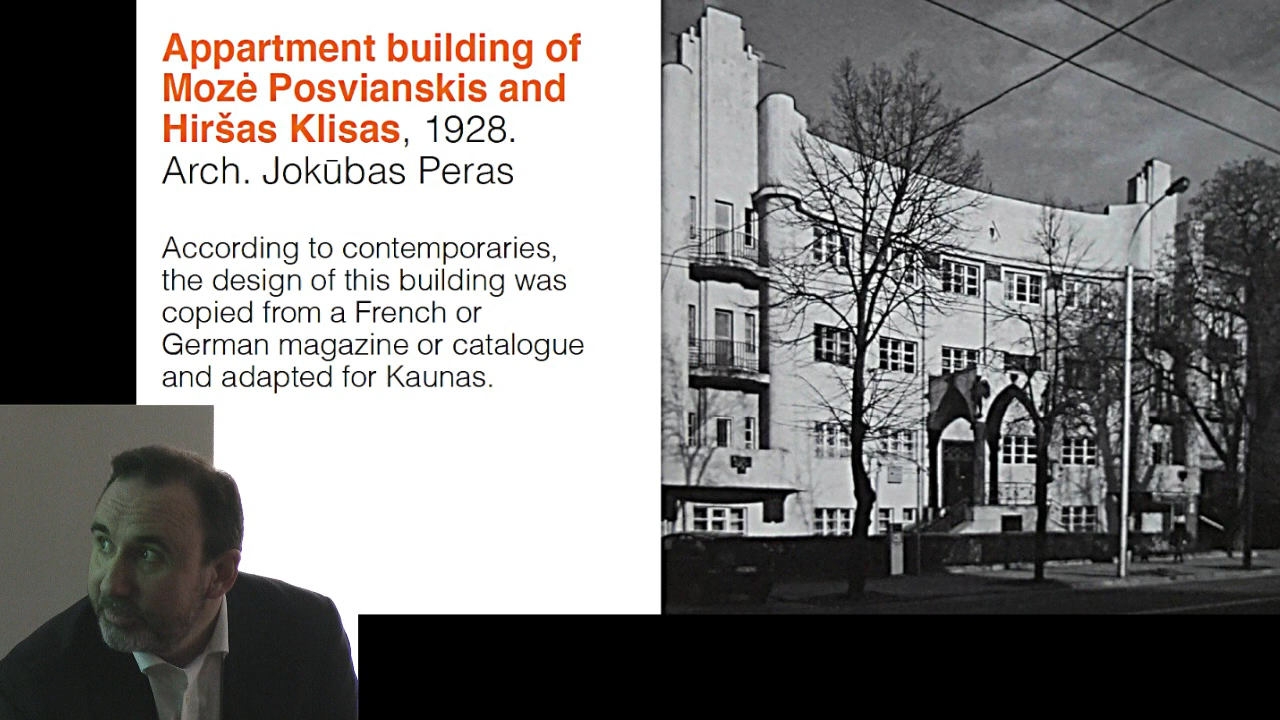 Appartment building of
Mozė Posvianskis and
Hiršas Klisas, 1928.
Arch. Jokūbas Peras
According to contemporaries,
the design of this building was
copied from a French or
German magazine or catalogue
and adapted for Kaunas.